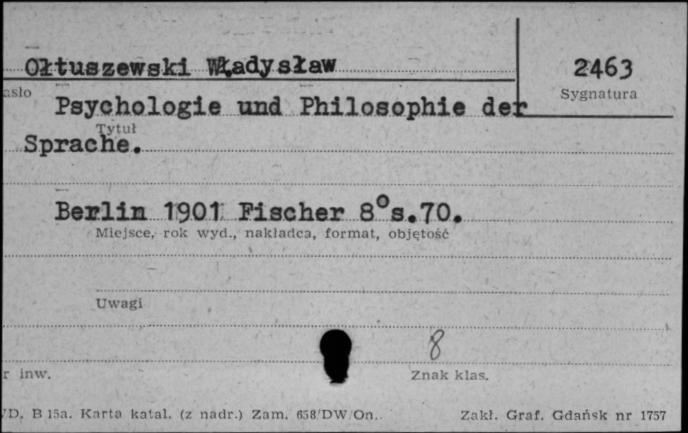 Ołtuszewski Władysław
2463
asło
Sygnatura
Psychologie und Philosophie der
Tytuł
Sprache.
Berlin 1901 Fischer 8°s.70.
Miejsce, rok wyd., nakładca, format, objętość
Uwagi
8
r inw.
Znak klas.
/D. B 15a. Karta katal. (z nadr.) Zam. 658/DW/On. Zakł. Graf. Gdańsk nr 1757